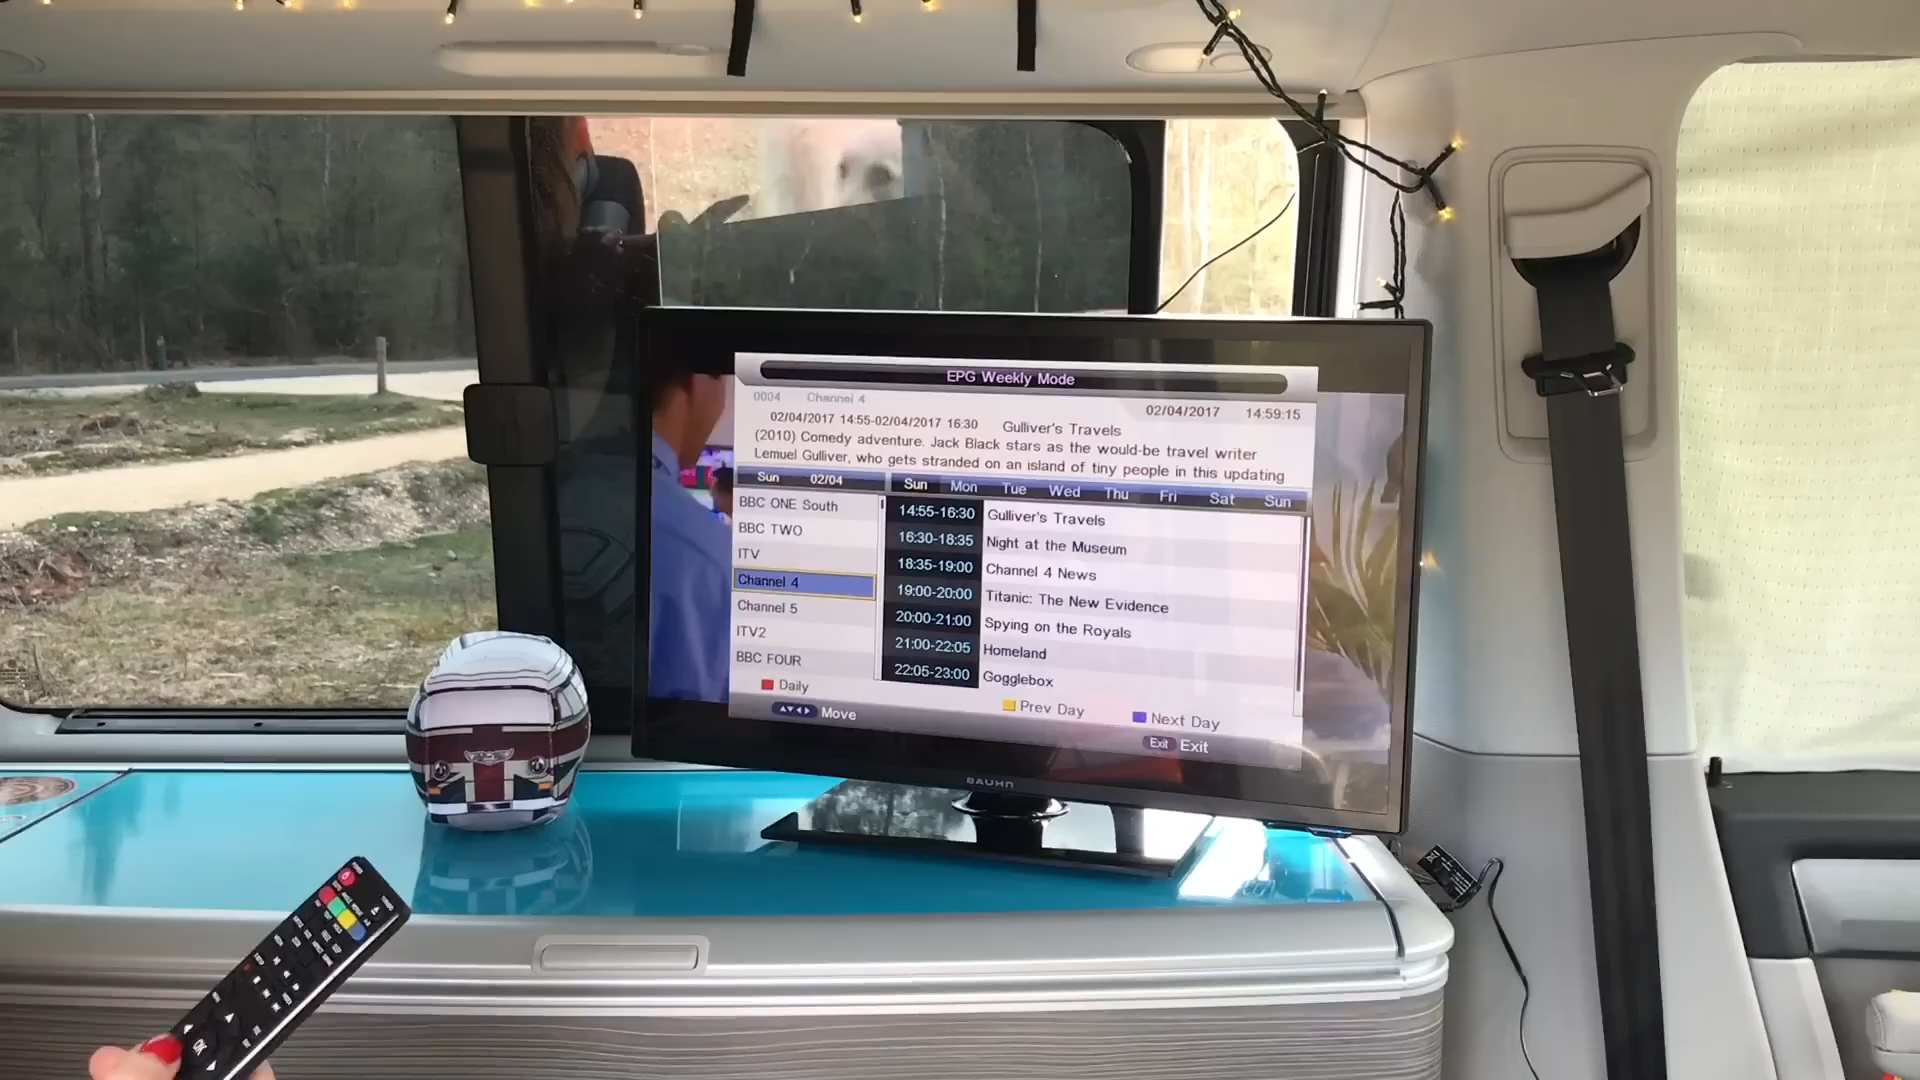 EPG Weekly Mode
0004 Channel 4
02/04/2017 14:59:15
02/04/2017 14:55-02/04/2017 16:30 Gulliver's Travels
(2010) Comedy adventure. Jack Black stars as the would-be travel writer
Lemuel Gulliver, who gets stranded on an island of tiny people in this updating
Sun 02/04
Sun Mon Tue Wed Thu Fri Sat Sun
BBC ONE South
BBC TWO
ITV
Channel 4
Channel 5
ITV2
BBC FOUR
14:55-16:30 Gulliver's Travels
16:30-18:35 Night at the Museum
18:35-19:00 Channel 4 News
19:00-20:00 Titanic: The New Evidence
20:00-21:00 Spying on the Royals
21:00-22:05 Homeland
22:05-23:00 Gogglebox
Daily
Prev Day
Next Day
Move
Exit Exit
BAUHN
OK